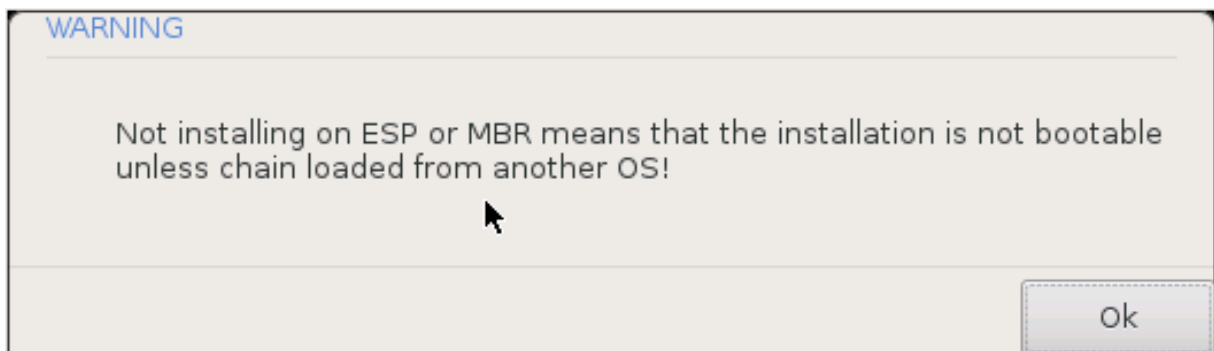 WARNING
Not installing on ESP or MBR means that the installation is not bootable
unless chain loaded from another OS!
Ok